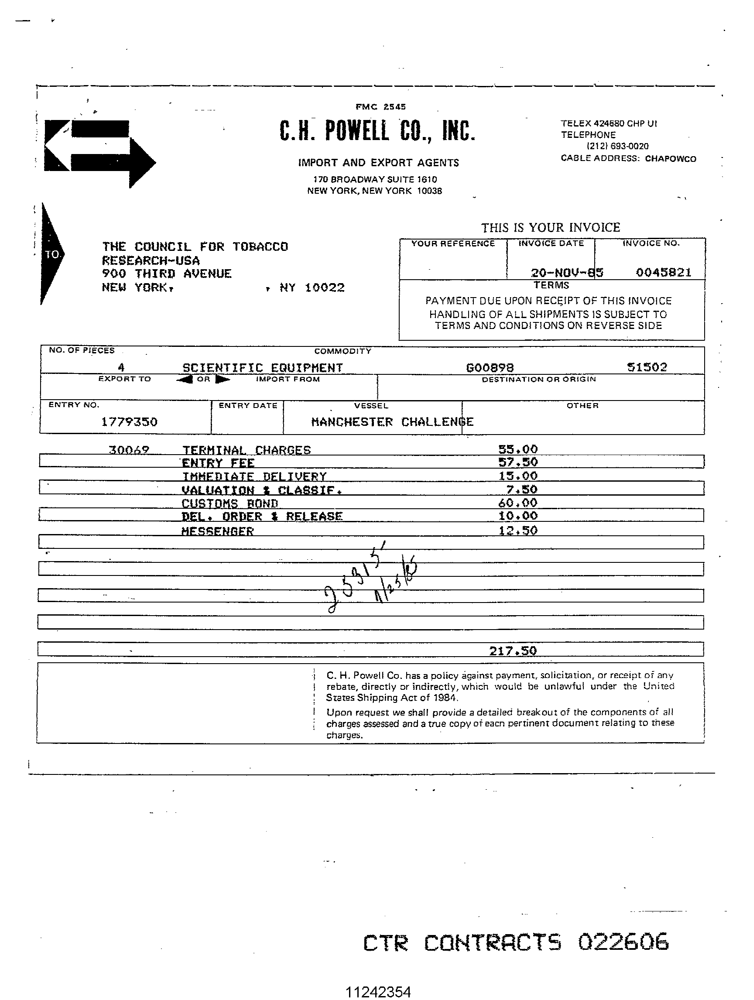 FMC 2545
C.H. POWELL CO., INC.
IMPORT AND EXPORT AGENTS
170 BROADWAY SUITE 1610
NEW YORK, NEW YORK 10038
TELEX 424680 CHP UI
TELEPHONE
(212) 693-0020
CABLE ADDRESS: CHAPOWCO
THIS IS YOUR INVOICE
TO:
THE COUNCIL FOR TOBACCO
RESEARCH-USA
900 THIRD AVENUE
NEW YORK, , NY 10022
YOUR REFERENCE INVOICE DATE INVOICE NO.
20-NOV-85 0045821
TERMS
PAYMENT DUE UPON RECEIPT OF THIS INVOICE
HANDLING OF ALL SHIPMENTS IS SUBJECT TO
TERMS AND CONDITIONS ON REVERSE SIDE
NO. OF PIECES COMMODITY
4 SCIENTIFIC EQUIPMENT G00898 51502
EXPORT TO OR IMPORT FROM DESTINATION OR ORIGIN
ENTRY NO. ENTRY DATE VESSEL OTHER
1779350 MANCHESTER CHALLENGE
30069 TERMINAL CHARGES 55.00
ENTRY FEE 57.50
IMMEDIATE DELIVERY 15.00
VALUATION & CLASSIF. 7.50
CUSTOMS BOND 60.00
DEL. ORDER & RELEASE 10.00
MESSENGER 12.50
25315
11/25/85
217.50
C. H. Powell Co. has a policy against payment, solicitation, or receipt of any
rebate, directly or indirectly, which would be unlawful under the United
States Shipping Act of 1984.
Upon request we shall provide a detailed breakout of the components of all
charges assessed and a true copy of each pertinent document relating to these
charges.
CTR CONTRACTS 022606
11242354